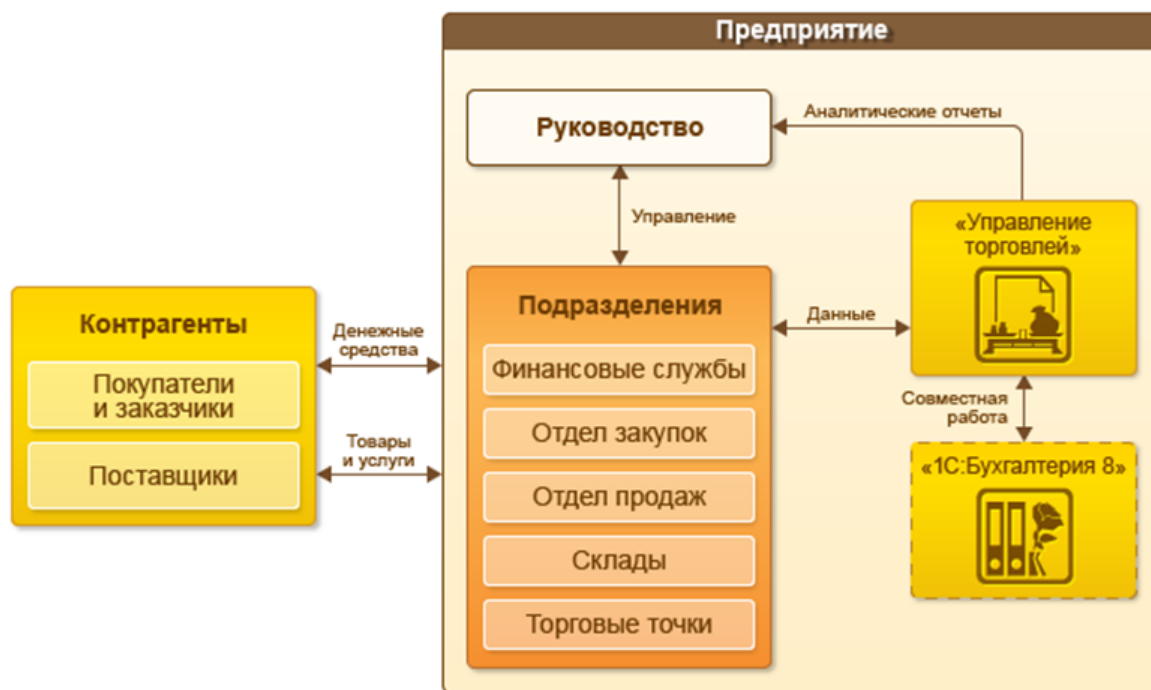 Предприятие
Руководство
Аналитические отчеты
Управление
«Управление
торговлей»
Контрагенты
Покупатели
и заказчики
Поставщики
Денежные
средства
Товары
и услуги
Подразделения
Финансовые службы
Отдел закупок
Отдел продаж
Склады
Торговые точки
Данные
Совместная
работа
«1С:Бухгалтерия 8»